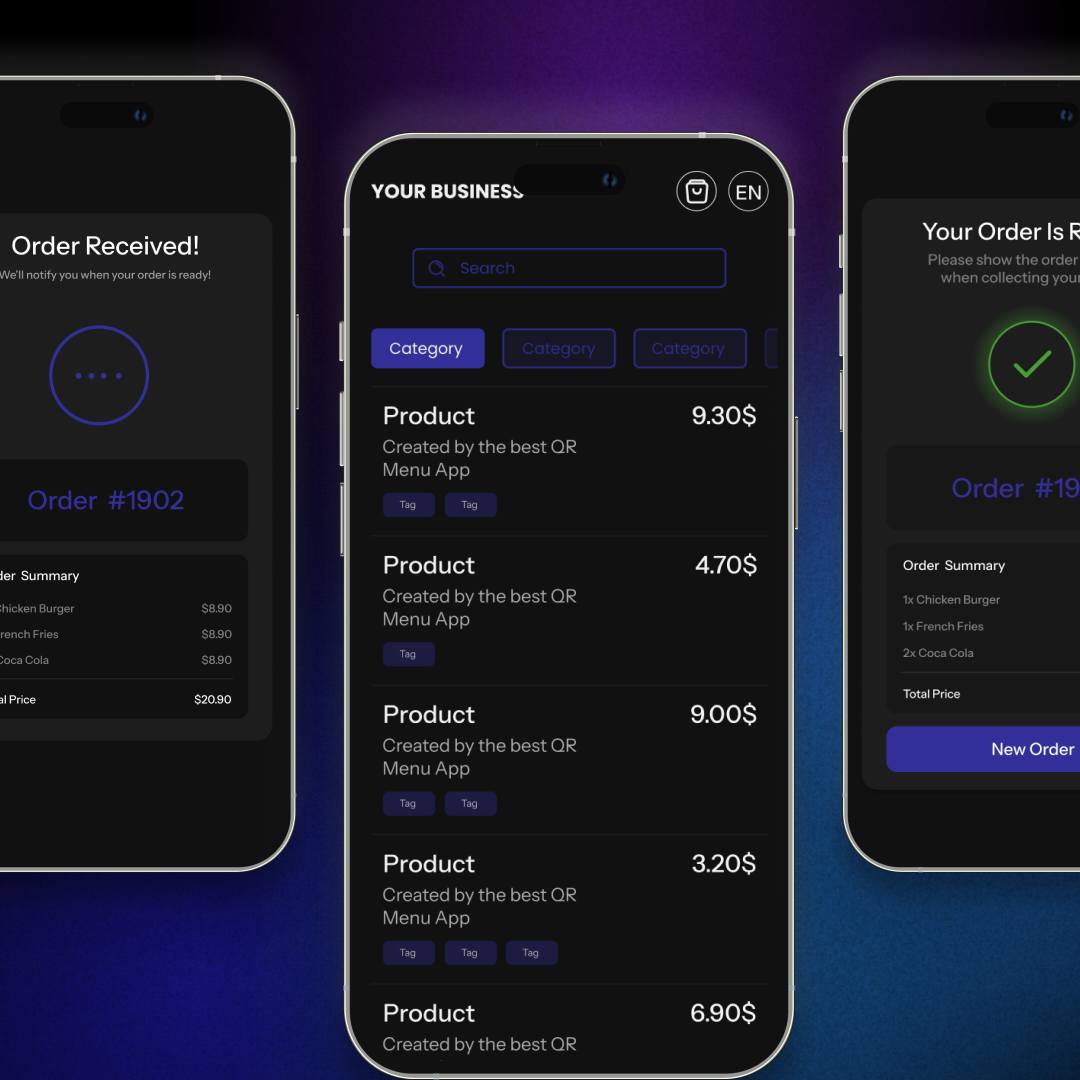 Order Received!
We'll notify you when your order is ready!
Order #1902
der Summary
Chicken Burger $8.90
rench Fries $8.90
Coca Cola $8.90
al Price $20.90
YOUR BUSINESS
EN
Search
Category Category Category
Product 9.30$
Created by the best QR
Menu App
Tag Tag
Product 4.70$
Created by the best QR
Menu App
Tag
Product 9.00$
Created by the best QR
Menu App
Tag Tag
Product 3.20$
Created by the best QR
Menu App
Tag Tag Tag
Product 6.90$
Created by the best QR
Your Order Is R
Please show the order
when collecting your
Order #19
Order Summary
1x Chicken Burger
1x French Fries
2x Coca Cola
Total Price
New Order